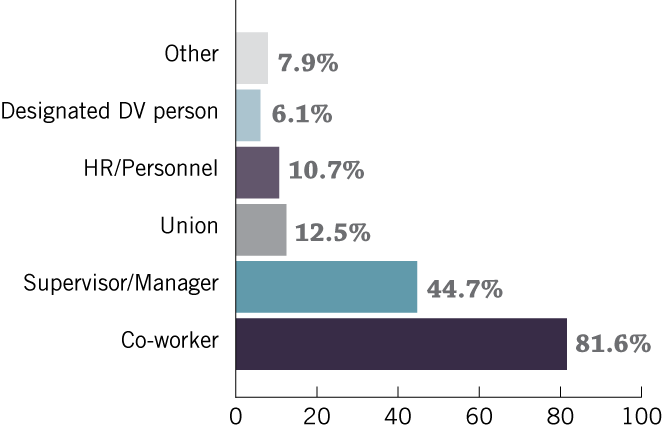 Other 7.9%
Designated DV person 6.1%
HR/Personnel 10.7%
Union 12.5%
Supervisor/Manager 44.7%
Co-worker 81.6%
0 20 40 60 80 100